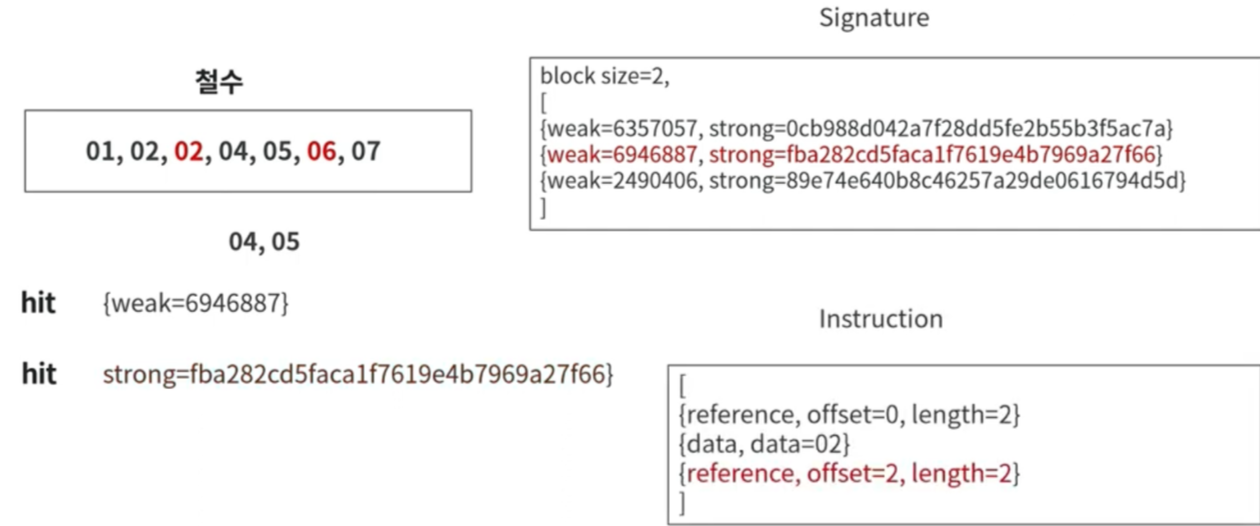 철수
01, 02, 02, 04, 05, 06, 07
04, 05
hit {weak=6946887}
hit strong=fba282cd5faca1f7619e4b7969a27f66}
Signature
block size=2,
[
{weak=6357057, strong=0cb988d042a7f28dd5fe2b55b3f5ac7a}
{weak=6946887, strong=fba282cd5faca1f7619e4b7969a27f66}
{weak=2490406, strong=89e74e640b8c46257a29de0616794d5d}
]
Instruction
[
{reference, offset=0, length=2}
{data, data=02}
{reference, offset=2, length=2}
]